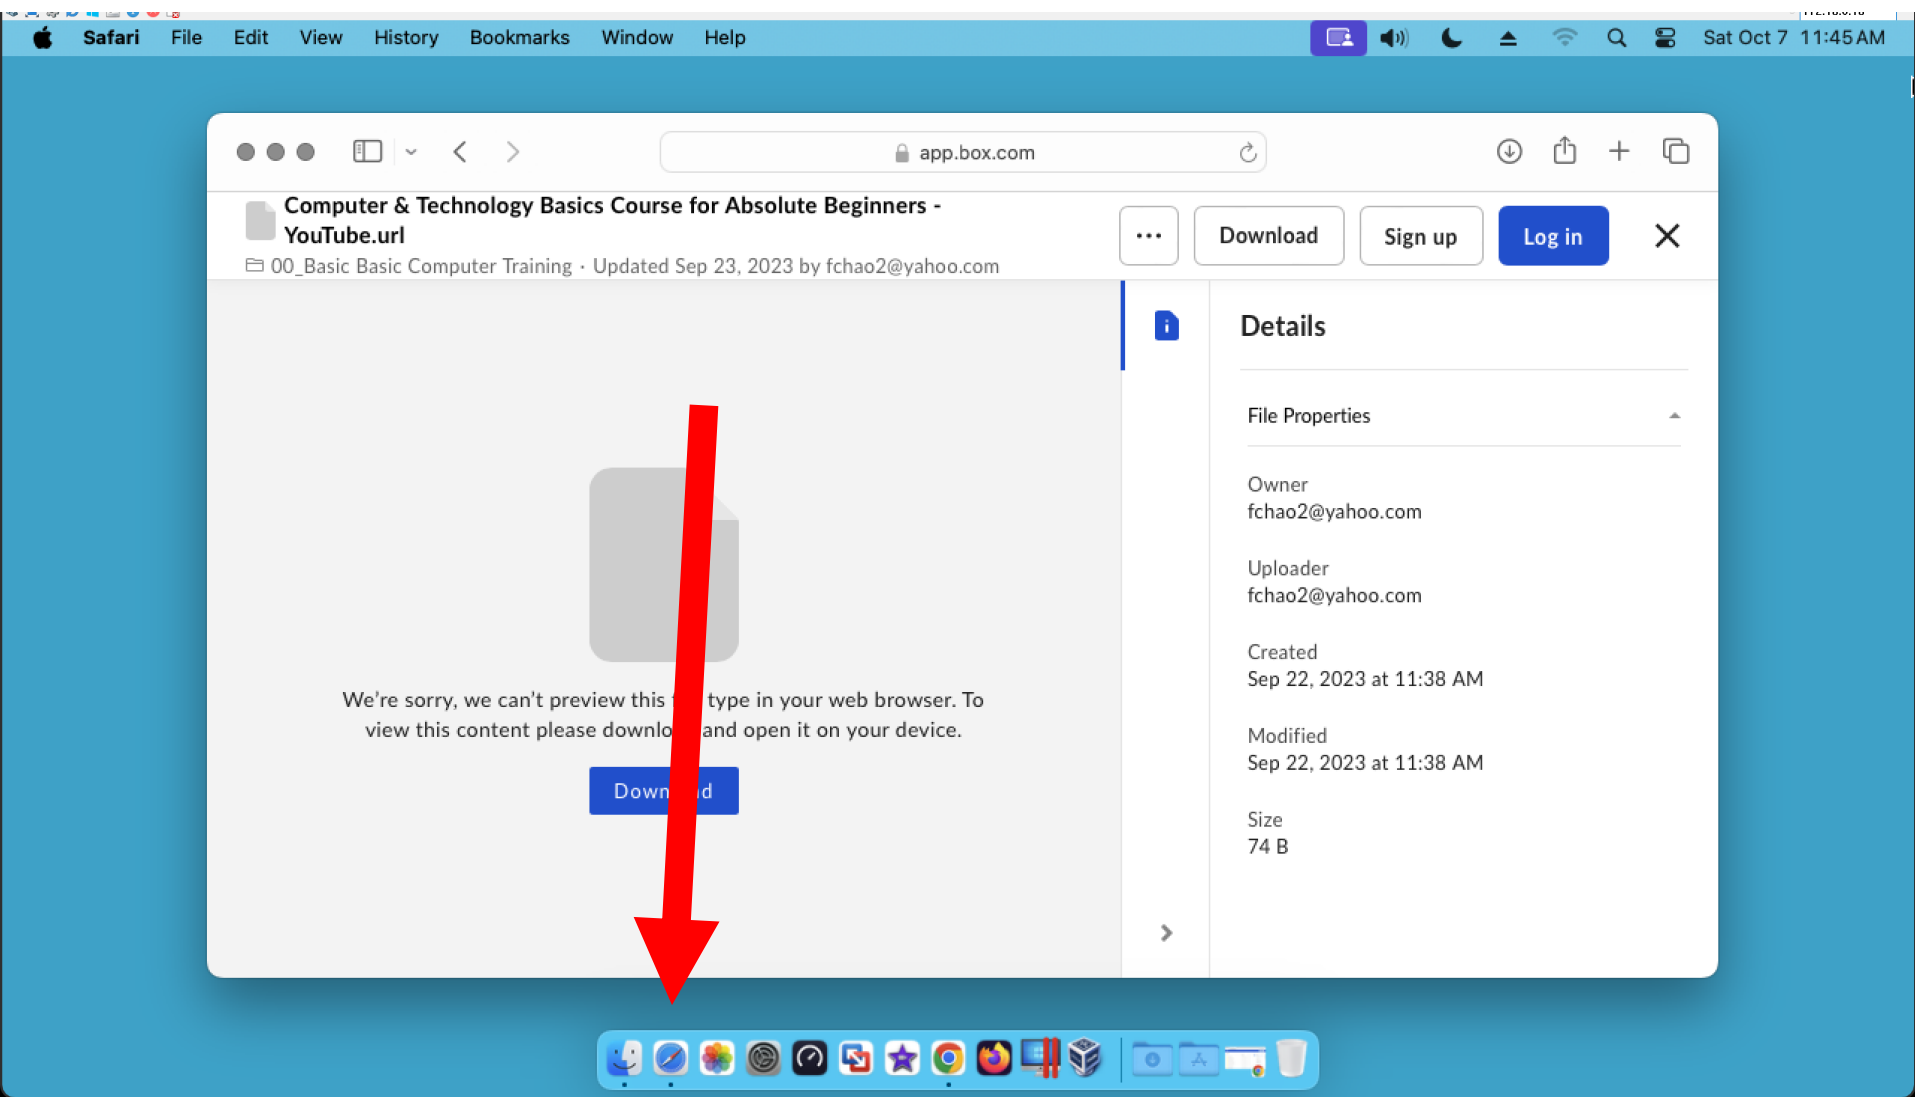 Safari File Edit View History Bookmarks Window Help Sat Oct 7 11:45 AM
app.box.com
Computer & Technology Basics Course for Absolute Beginners -
YouTube.url
00_Basic Basic Computer Training · Updated Sep 23, 2023 by fchao2@yahoo.com
... Download Sign up Log in
We're sorry, we can't preview this type in your web browser. To
view this content please and open it on your device.
Details
File Properties
Owner
fchao2@yahoo.com
Uploader
fchao2@yahoo.com
Created
Sep 22, 2023 at 11:38 AM
Modified
Sep 22, 2023 at 11:38 AM
Size
74 B